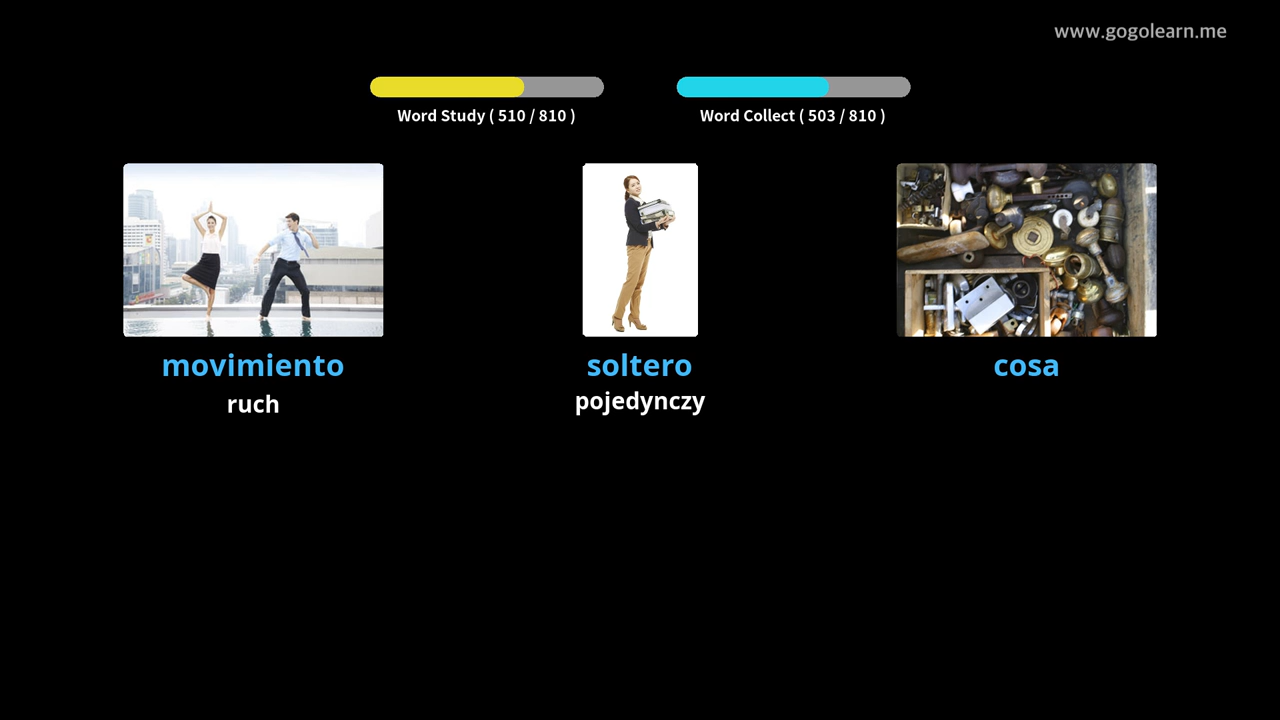 www.gogolearn.me
Word Study ( 510 / 810 )
Word Collect ( 503 / 810 )
movimiento
ruch
soltero
pojedynczy
cosa